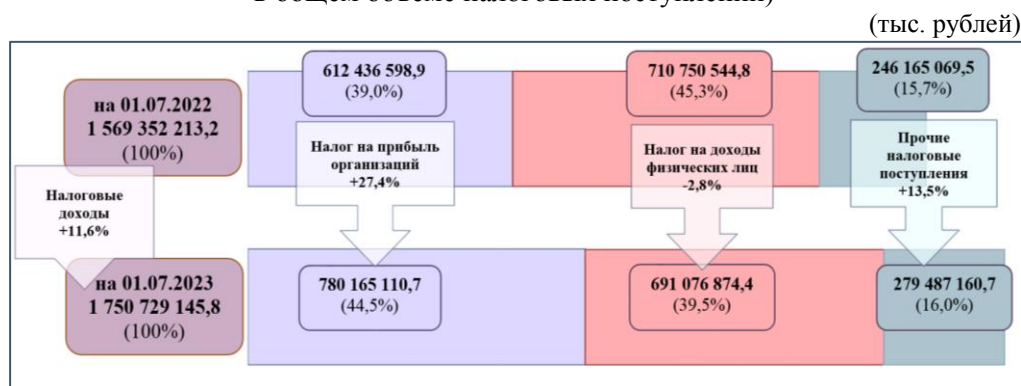 (тыс. рублей)
612 436 598,9
(39,0%)
710 750 544,8
(45,3%)
246 165 069,5
(15,7%)
на 01.07.2022
1 569 352 213,2
(100%)
Налог на прибыль
организаций
+27,4%
Налог на доходы
физических лиц
-2,8%
Прочие
налоговые
поступления
+13,5%
Налоговые
доходы
+11,6%
на 01.07.2023
1 750 729 145,8
(100%)
780 165 110,7
(44,5%)
691 076 874,4
(39,5%)
279 487 160,7
(16,0%)